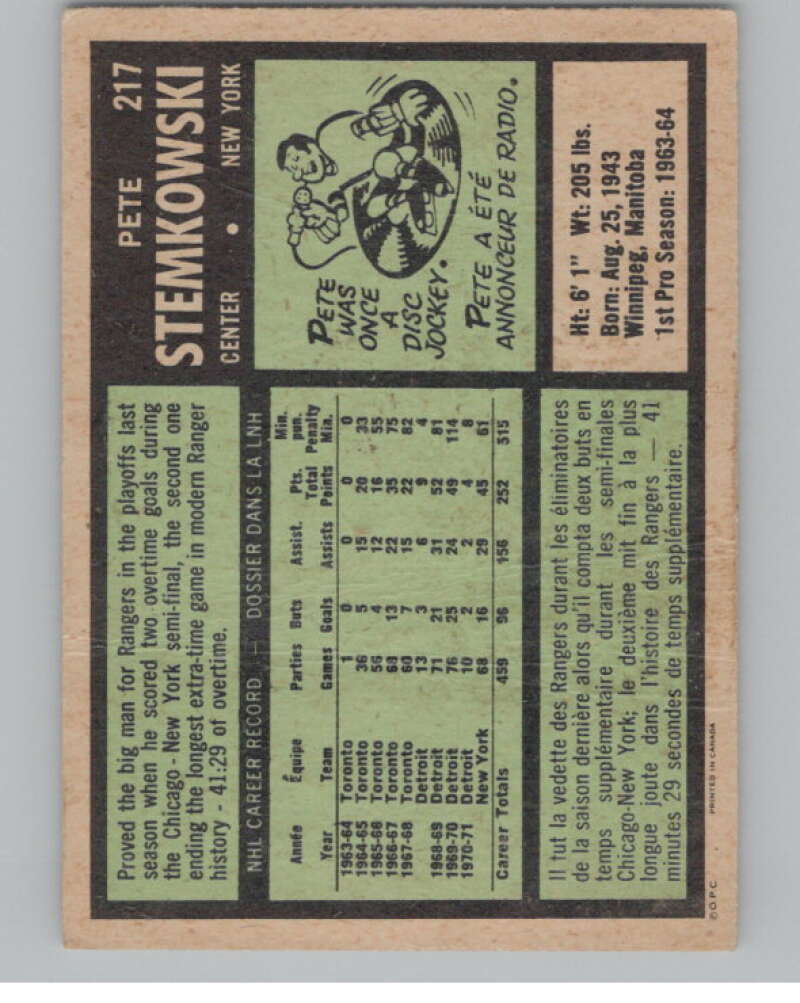 PETE 217
STEMKOWSKI
CENTER • NEW YORK
Proved the big man for Rangers in the playoffs last
season when he scored two overtime goals during
the Chicago - New York semi-final, the second one
ending the longest extra-time game in modern Ranger
history - 41:29 of overtime.
NHL CAREER RECORD — DOSSIER DANS LA LNH
Année Équipe Parties Buts Assist. Pts. Total Min. pun. Penalty
Year Team Games Goals Assists Points Min.
1963-64 Toronto 1 0 0 0 0
1964-65 Toronto 36 5 15 20 33
1965-66 Toronto 56 4 12 16 55
1966-67 Toronto 68 13 22 35 75
1967-68 Toronto 60 7 15 22 82
Detroit 13 3 6 9 4
1968-69 Detroit 71 21 31 52 81
1969-70 Detroit 76 25 24 49 114
1970-71 Detroit 10 2 2 4 8
New York 68 16 29 45 61
Career Totals 459 96 156 252 515
PETE
WAS
ONCE
A
DISC
JOCKEY.
PETE A ÉTÉ
ANNONCEUR DE RADIO.
Il fut la vedette des Rangers durant les éliminatoires
de la saison dernière alors qu'il compta deux buts en
temps supplémentaire durant les semi-finales
Chicago-New York; le deuxième mit fin à la plus
longue joute dans l'histoire des Rangers — 41
minutes 29 secondes de temps supplémentaire.
Ht: 6' 1" Wt: 205 lbs.
Born: Aug. 25, 1943
Winnipeg, Manitoba
1st Pro Season: 1963-64
© O.P.C. PRINTED IN CANADA